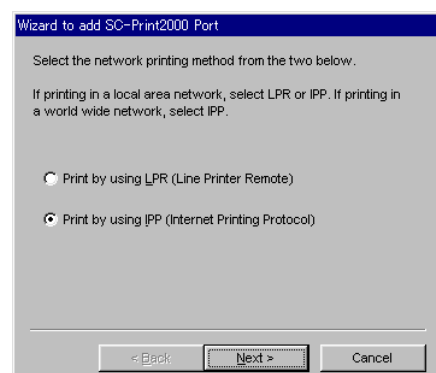 Wizard to add SC-Print2000 Port
Select the network printing method from the two below.
If printing in a local area network, select LPR or IPP. If printing in
a world wide network, select IPP.
Print by using LPR (Line Printer Remote)
Print by using IPP (Internet Printing Protocol)
< Back Next > Cancel